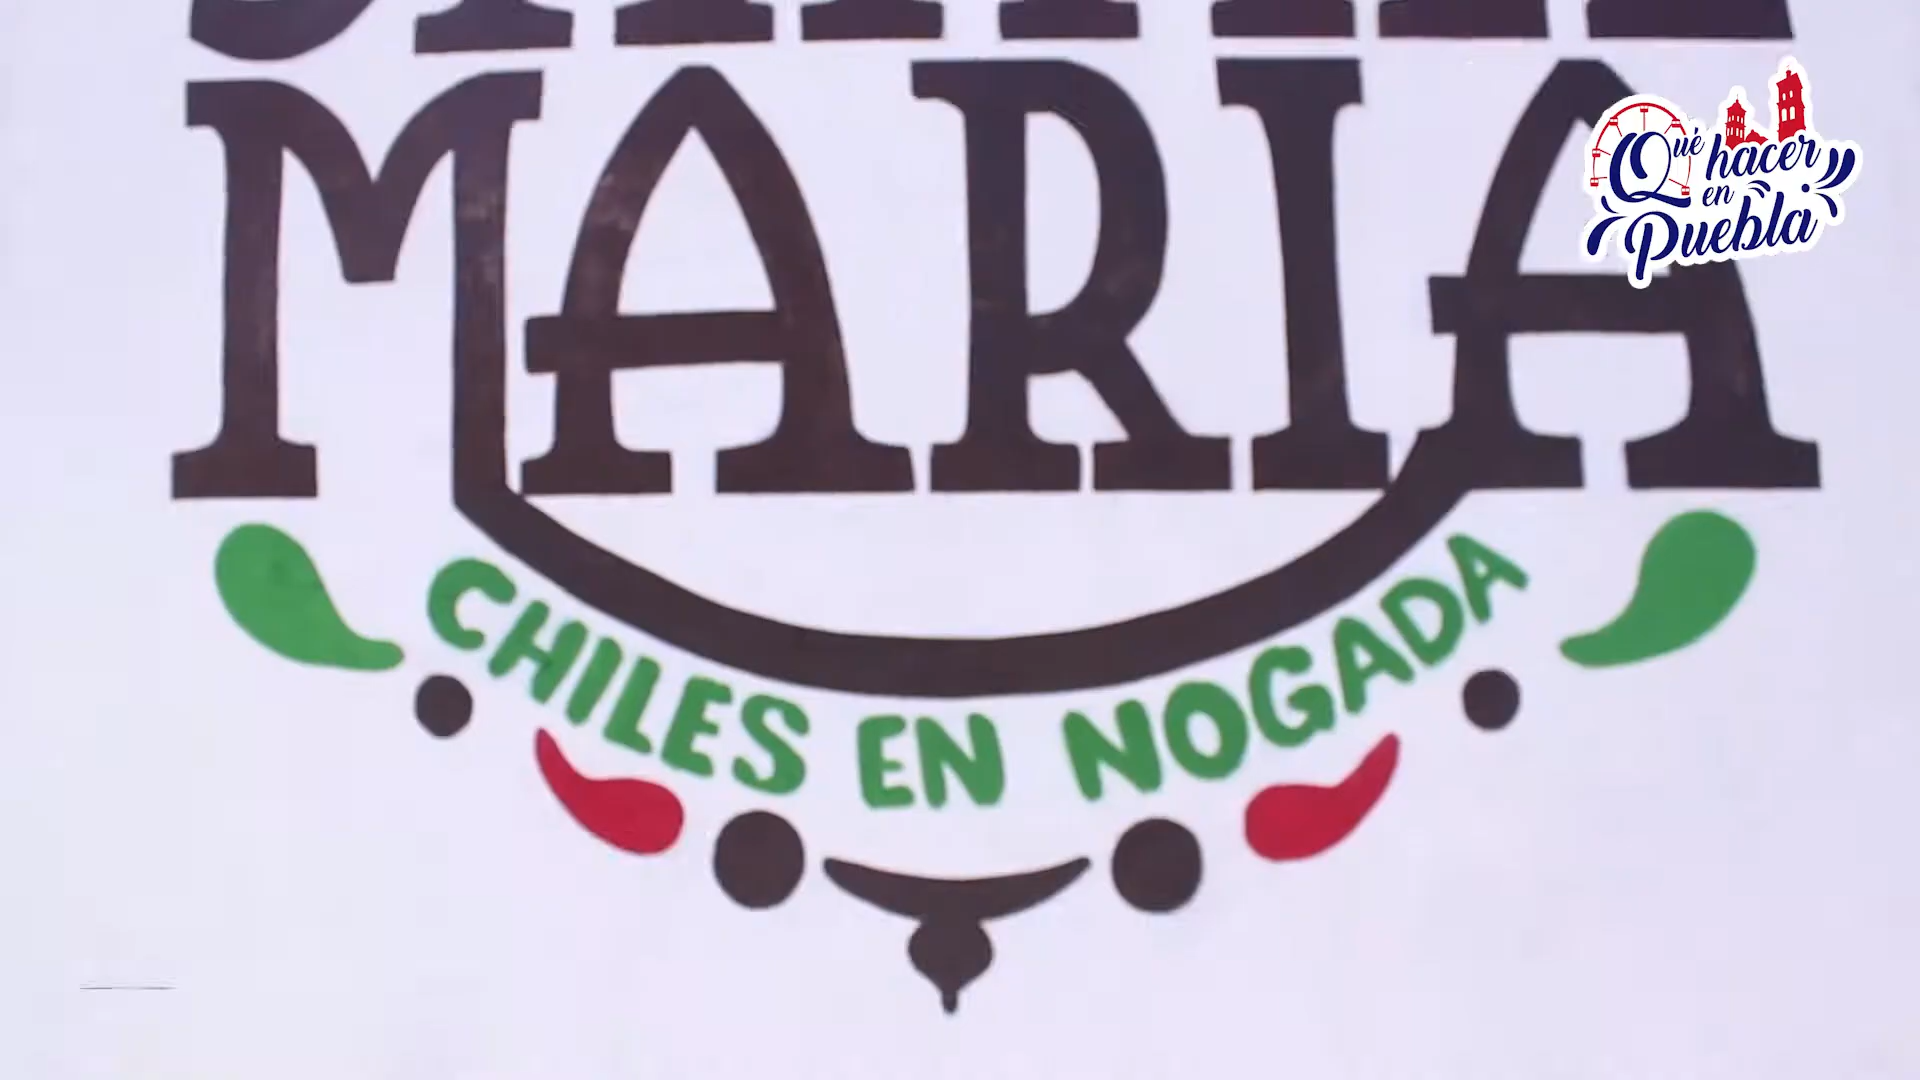 MARIA
CHILES EN NOGADA
Qué hacer
en
Puebla